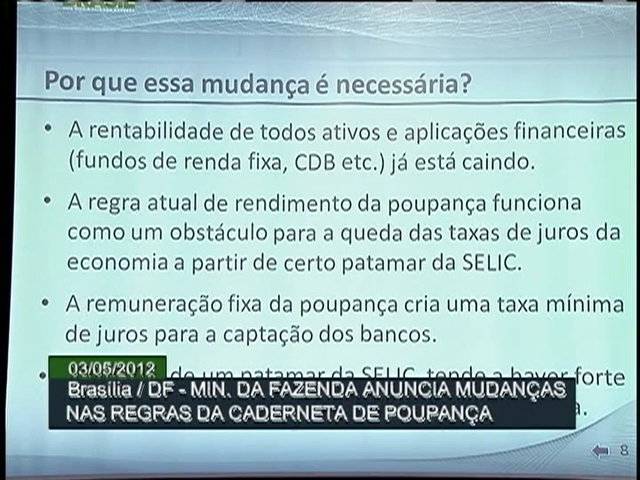 Por que essa mudança é necessária?
• A rentabilidade de todos ativos e aplicações financeiras
(fundos de renda fixa, CDB etc.) já está caindo.
• A regra atual de rendimento da poupança funciona
como um obstáculo para a queda das taxas de juros da
economia a partir de certo patamar da SELIC.
• A remuneração fixa da poupança cria uma taxa mínima
de juros para a captação dos bancos.
• de um patamar da SELIC, tende a haver forte
03/05/2012
Brasília / DF - MIN. DA FAZENDA ANUNCIA MUDANÇAS
NAS REGRAS DA CADERNETA DE POUPANÇA
8